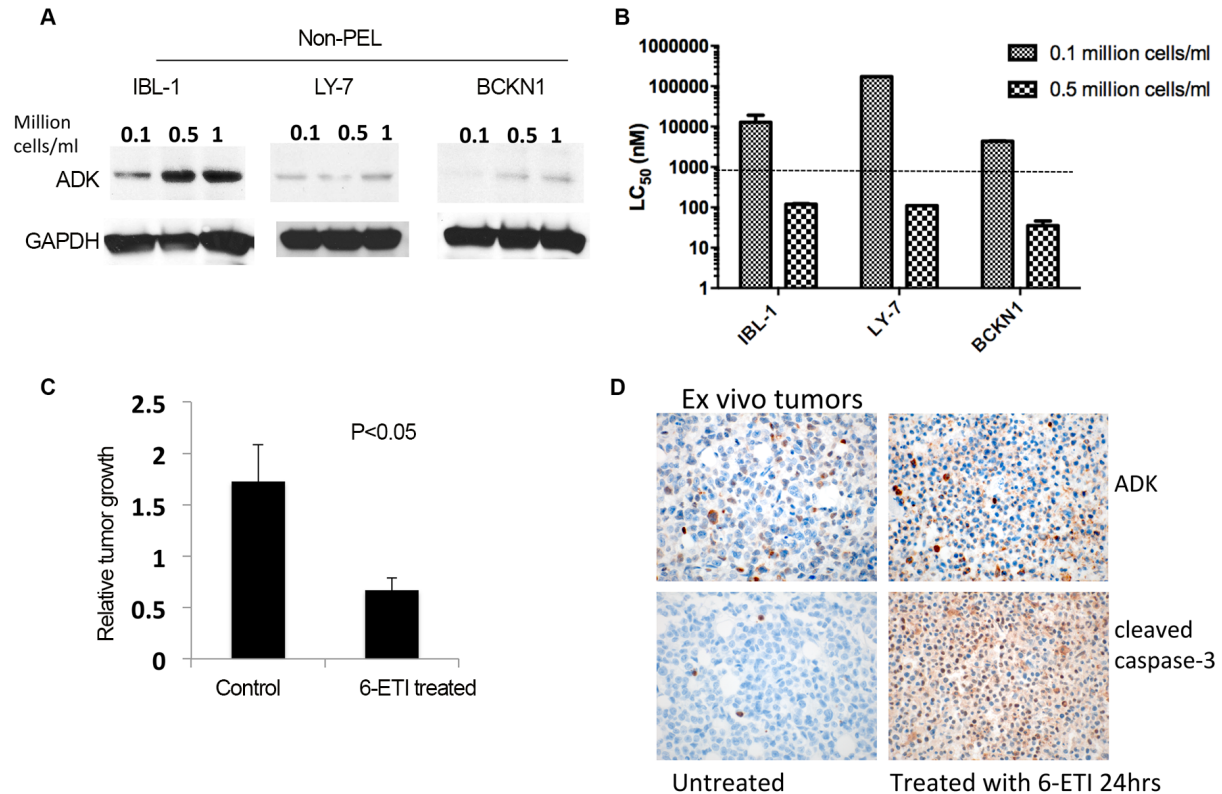 A
Non-PEL
IBL-1 LY-7 BCKN1
Million
cells/ml
0.1 0.5 1 0.1 0.5 1 0.1 0.5 1
ADK
GAPDH
B
LC50 (nM)
1000000
100000
10000
1000
100
10
1
0.1 million cells/ml
0.5 million cells/ml
IBL-1 LY-7 BCKN1
C
Relative tumor growth
2.5
2
1.5
1
0.5
0
P<0.05
Control 6-ETI treated
D
Ex vivo tumors
ADK
cleaved
caspase-3
Untreated Treated with 6-ETI 24hrs